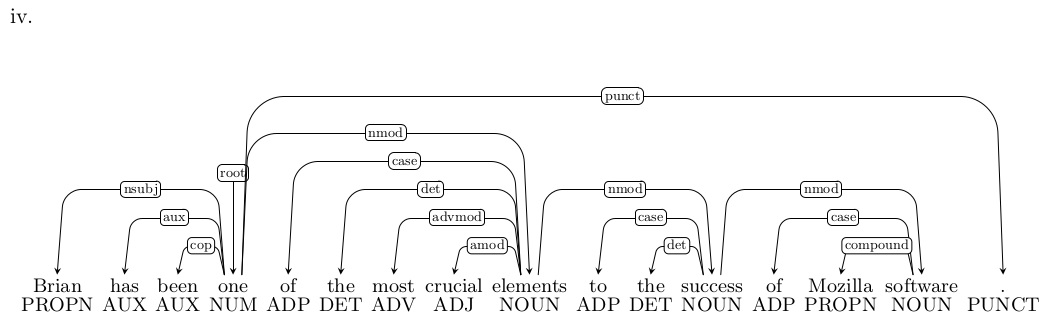 iv.
punct
nmod
case
root
nsubj det nmod nmod
aux advmod case case
cop amod det compound
Brian has been one of the most crucial elements to the success of Mozilla software .
PROPN AUX AUX NUM ADP DET ADV ADJ NOUN ADP DET NOUN ADP PROPN NOUN PUNCT